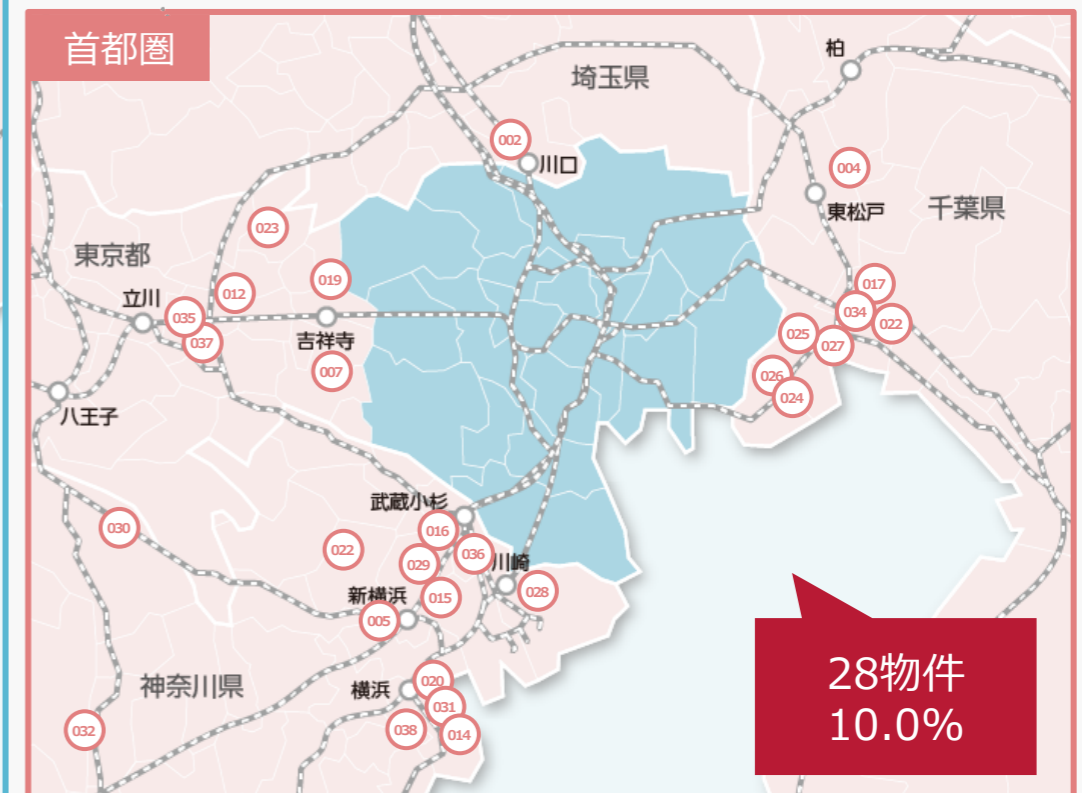 首都圏
柏
埼玉県
002
川口
004
東松戸
千葉県
023
東京都
019
012
017
立川
035
034
022
037
吉祥寺
025
027
007
026
024
八王子
武蔵小杉
030
016
022
036
029
川崎
028
新横浜
015
005
神奈川県
横浜
020
031
032
038
014
28物件
10.0%